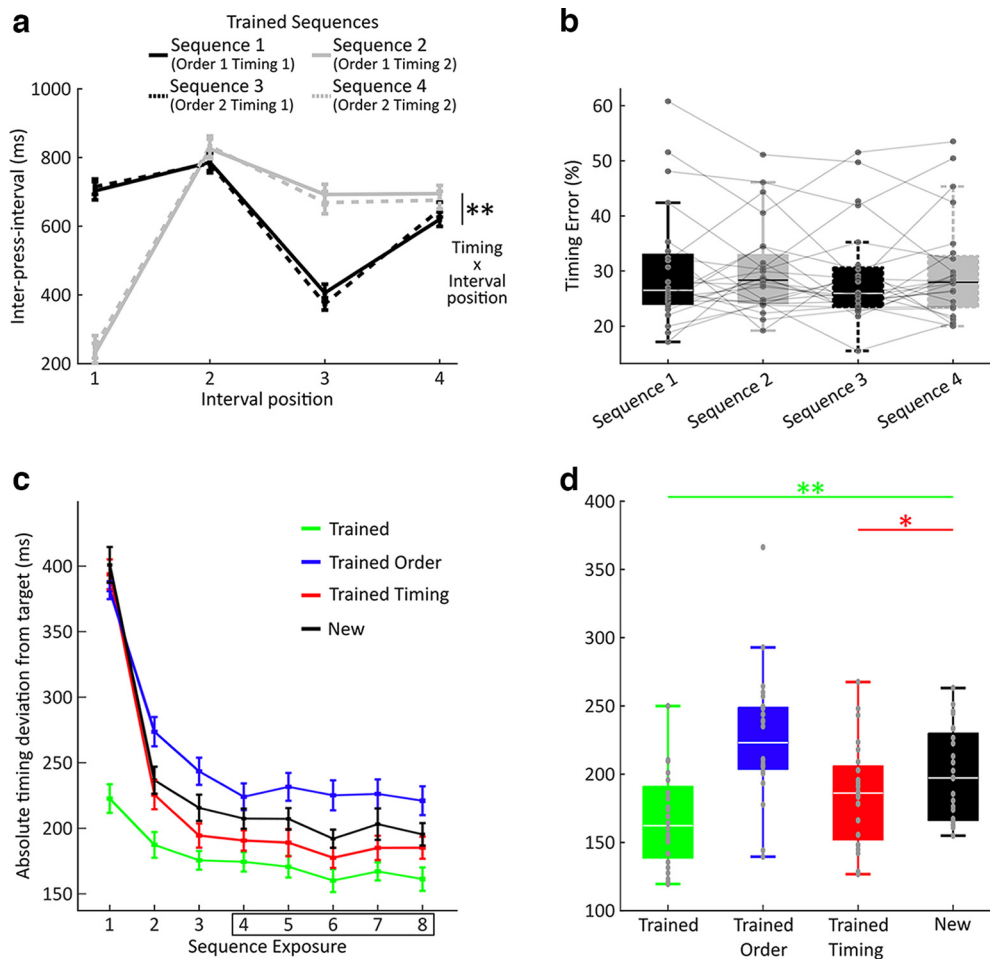 a
Trained Sequences
Sequence 1
(Order 1 Timing 1)
Sequence 2
(Order 1 Timing 2)
Sequence 3
(Order 2 Timing 1)
Sequence 4
(Order 2 Timing 2)
Inter-press-interval (ms)
1000
800
600
400
200
**
Timing
x
Interval
position
1 2 3 4
Interval position
b
Timing Error (%)
60
50
40
30
20
Sequence 1
Sequence 2
Sequence 3
Sequence 4
c
Absolute timing deviation from target (ms)
400
350
300
250
200
150
Trained
Trained Order
Trained Timing
New
1 2 3 4 5 6 7 8
Sequence Exposure
d
400
350
300
250
200
150
100
**
*
Trained
Trained
Order
Trained
Timing
New